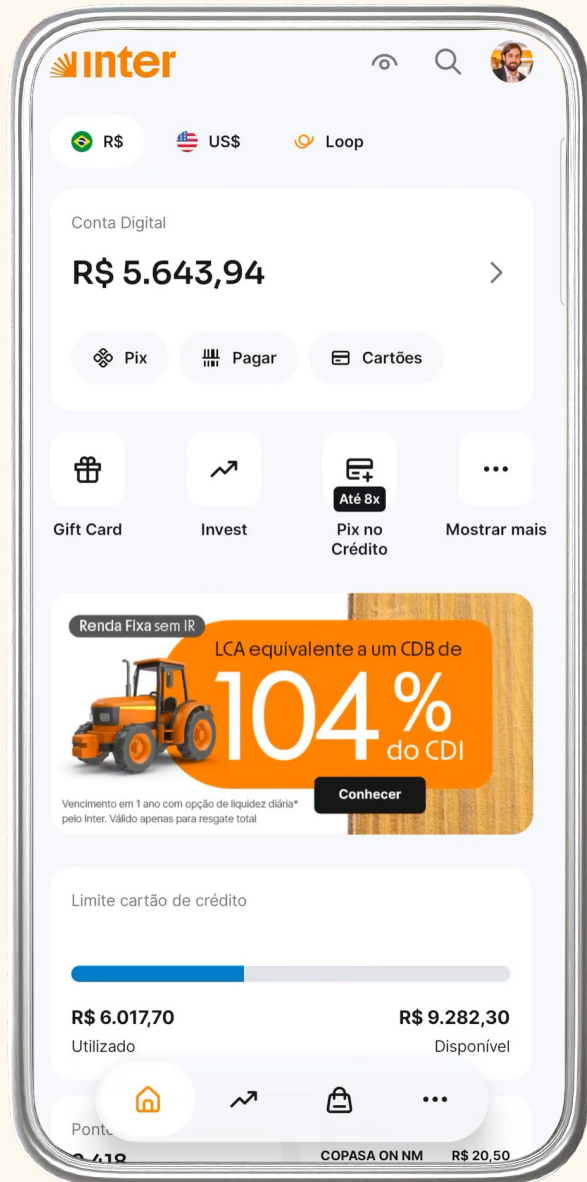 inter
R$ US$ Loop
Conta Digital
R$ 5.643,94
Pix Pagar Cartões
Até 8x
Gift Card Invest Pix no Crédito Mostrar mais
Renda Fixa sem IR
LCA equivalente a um CDB de
104%
do CDI
Conhecer
Vencimento em 1 ano com opção de liquidez diária*
pelo Inter. Válido apenas para resgate total
Limite cartão de crédito
R$ 6.017,70 R$ 9.282,30
Utilizado Disponível
COPASA ON NM R$ 20,50